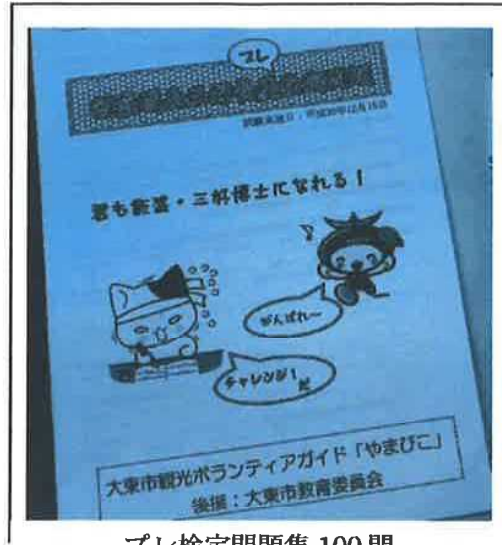 プレ
試験実施日：平成30年12月16日
君も飯盛・三好博士になれる！
がんばれ～
チャレンジ！だ
大東市観光ボランティアガイド「やまびこ」
後援：大東市教育委員会
プレ検定問題集 100 問